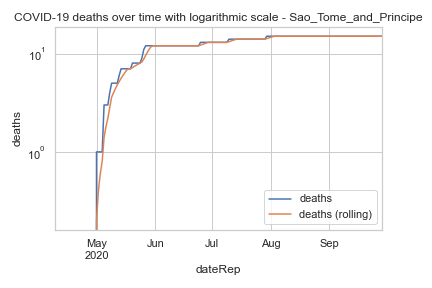 COVID-19 deaths over time with logarithmic scale - Sao_Tome_and_Principe
10¹
10⁰
deaths
deaths
deaths (rolling)
May
2020
Jun
Jul
Aug
Sep
dateRep